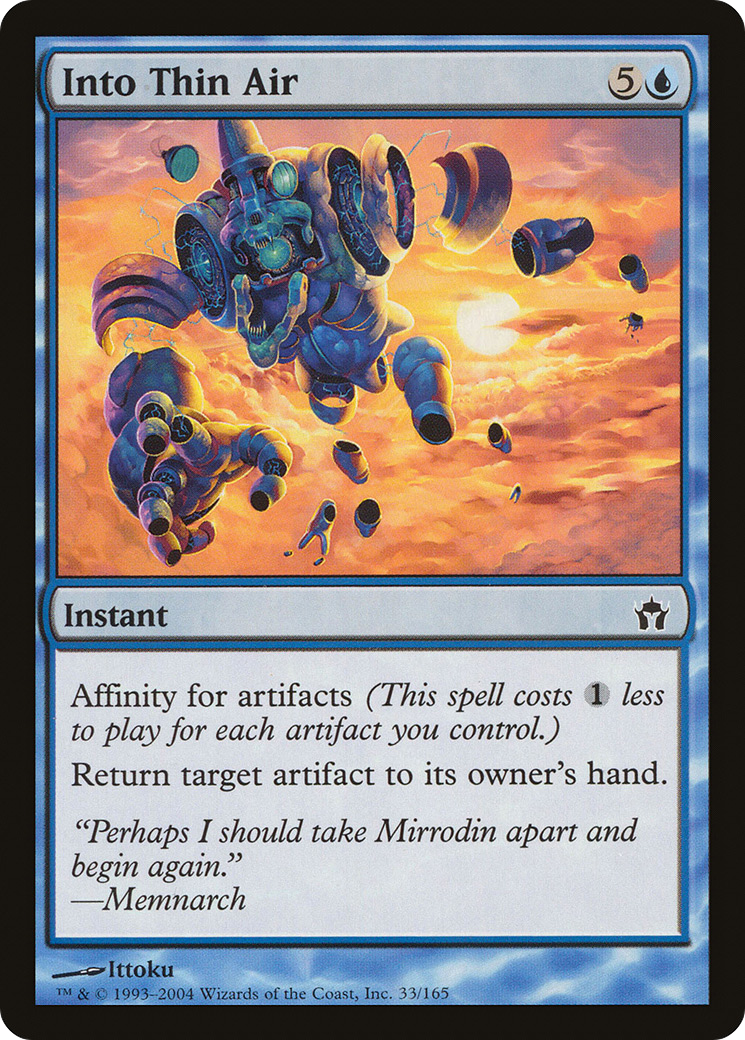 Into Thin Air 5
Instant
Affinity for artifacts (This spell costs 1 less
to play for each artifact you control.)
Return target artifact to its owner's hand.
“Perhaps I should take Mirrodin apart and
begin again.”
—Memnarch
Ittoku
™ & © 1993–2004 Wizards of the Coast, Inc. 33/165